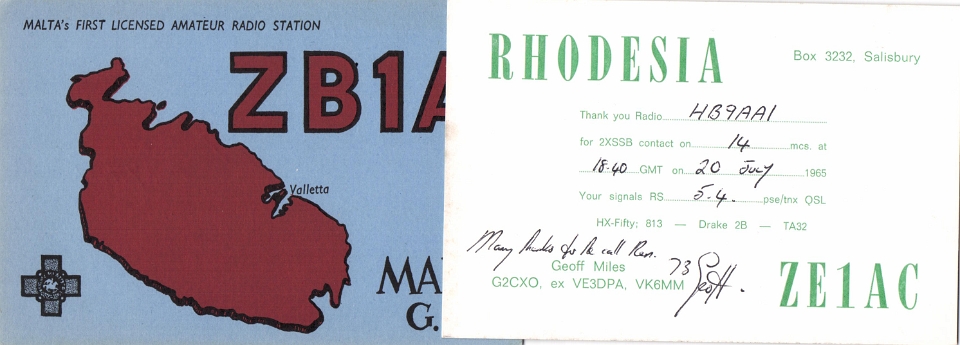 MALTA's FIRST LICENSED AMATEUR RADIO STATION
ZB1A
Valletta
MA
G.
RHODESIA
Box 3232, Salisbury
Thank you Radio HB9AAI
for 2XSSB contact on 14 mcs. at
18.40 GMT on 20 July 1965
Your signals RS 5.4. pse/tnx QSL
HX-Fifty; 813 — Drake 2B — TA32
Many thanks for the call
73 Geoff.
Geoff Miles
G2CXO, ex VE3DPA, VK6MM
ZE1AC